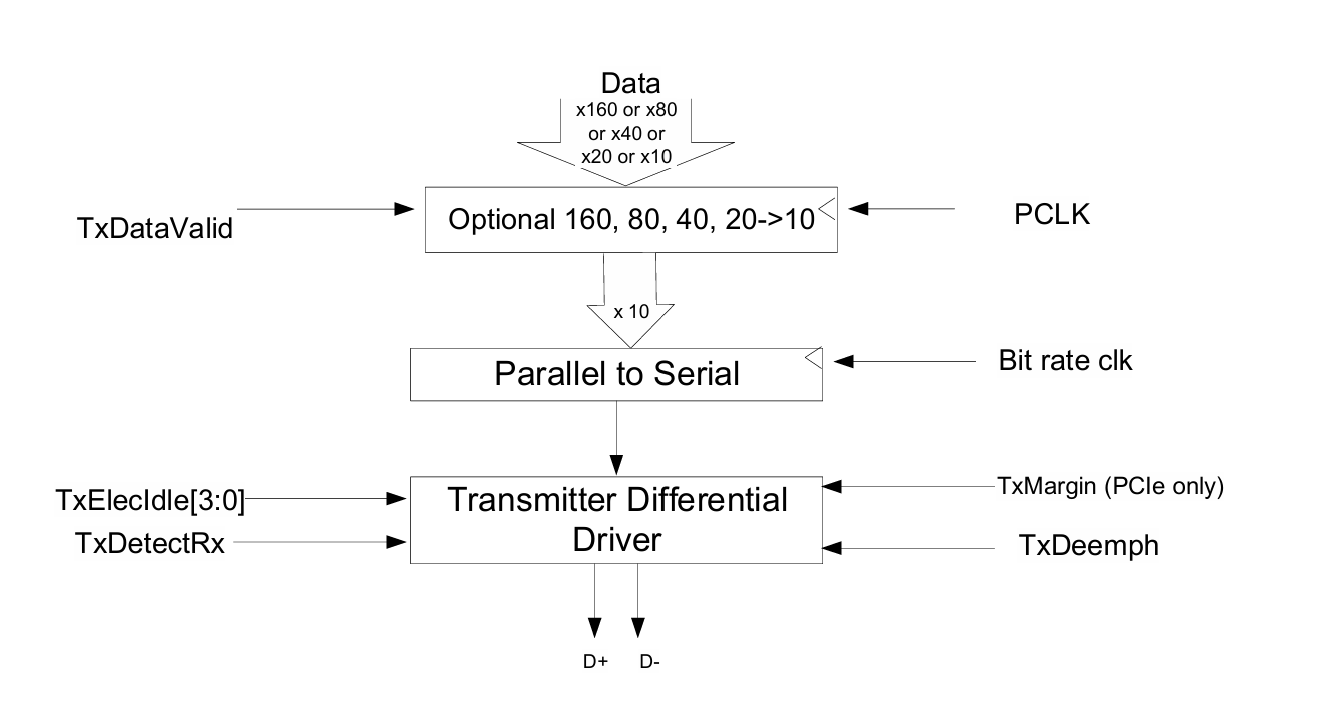 Data
x160 or x80
or x40 or
x20 or x10
TxDataValid
Optional 160, 80, 40, 20->10
PCLK
x 10
Parallel to Serial
Bit rate clk
TxElecIdle[3:0]
TxDetectRx
Transmitter Differential
Driver
TxMargin (PCIe only)
TxDeemph
D+ D-